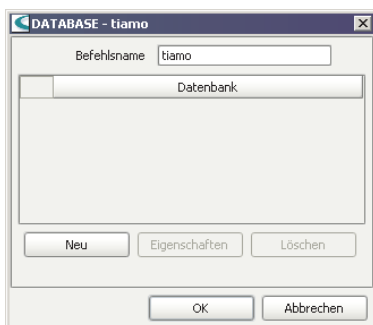 DATABASE - tiamo
Befehlsname tiamo
Datenbank
Neu Eigenschaften Löschen
OK Abbrechen